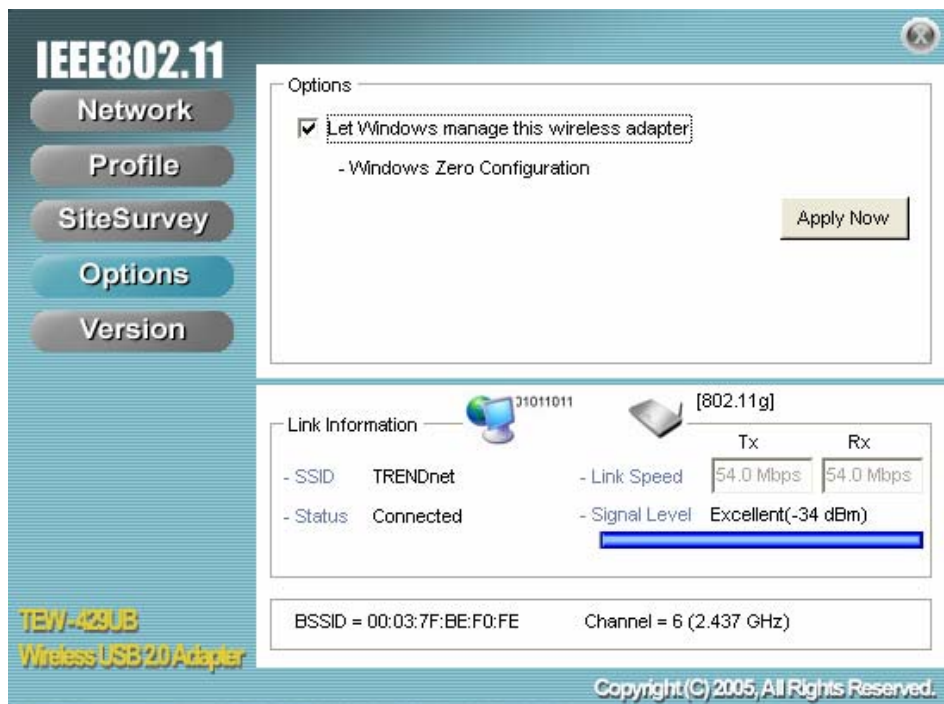 IEEE802.11
Network
Profile
SiteSurvey
Options
Version
Options
Let Windows manage this wireless adapter
- Windows Zero Configuration
Apply Now
Link Information
01011011
[802.11g]
Tx Rx
- SSID TRENDnet
- Link Speed 54.0 Mbps 54.0 Mbps
- Status Connected
- Signal Level Excellent(-34 dBm)
BSSID = 00:03:7F:BE:F0:FE Channel = 6 (2.437 GHz)
TEW-429UB
Wireless USB 2.0 Adapter
Copyright (C) 2005, All Rights Reserved.